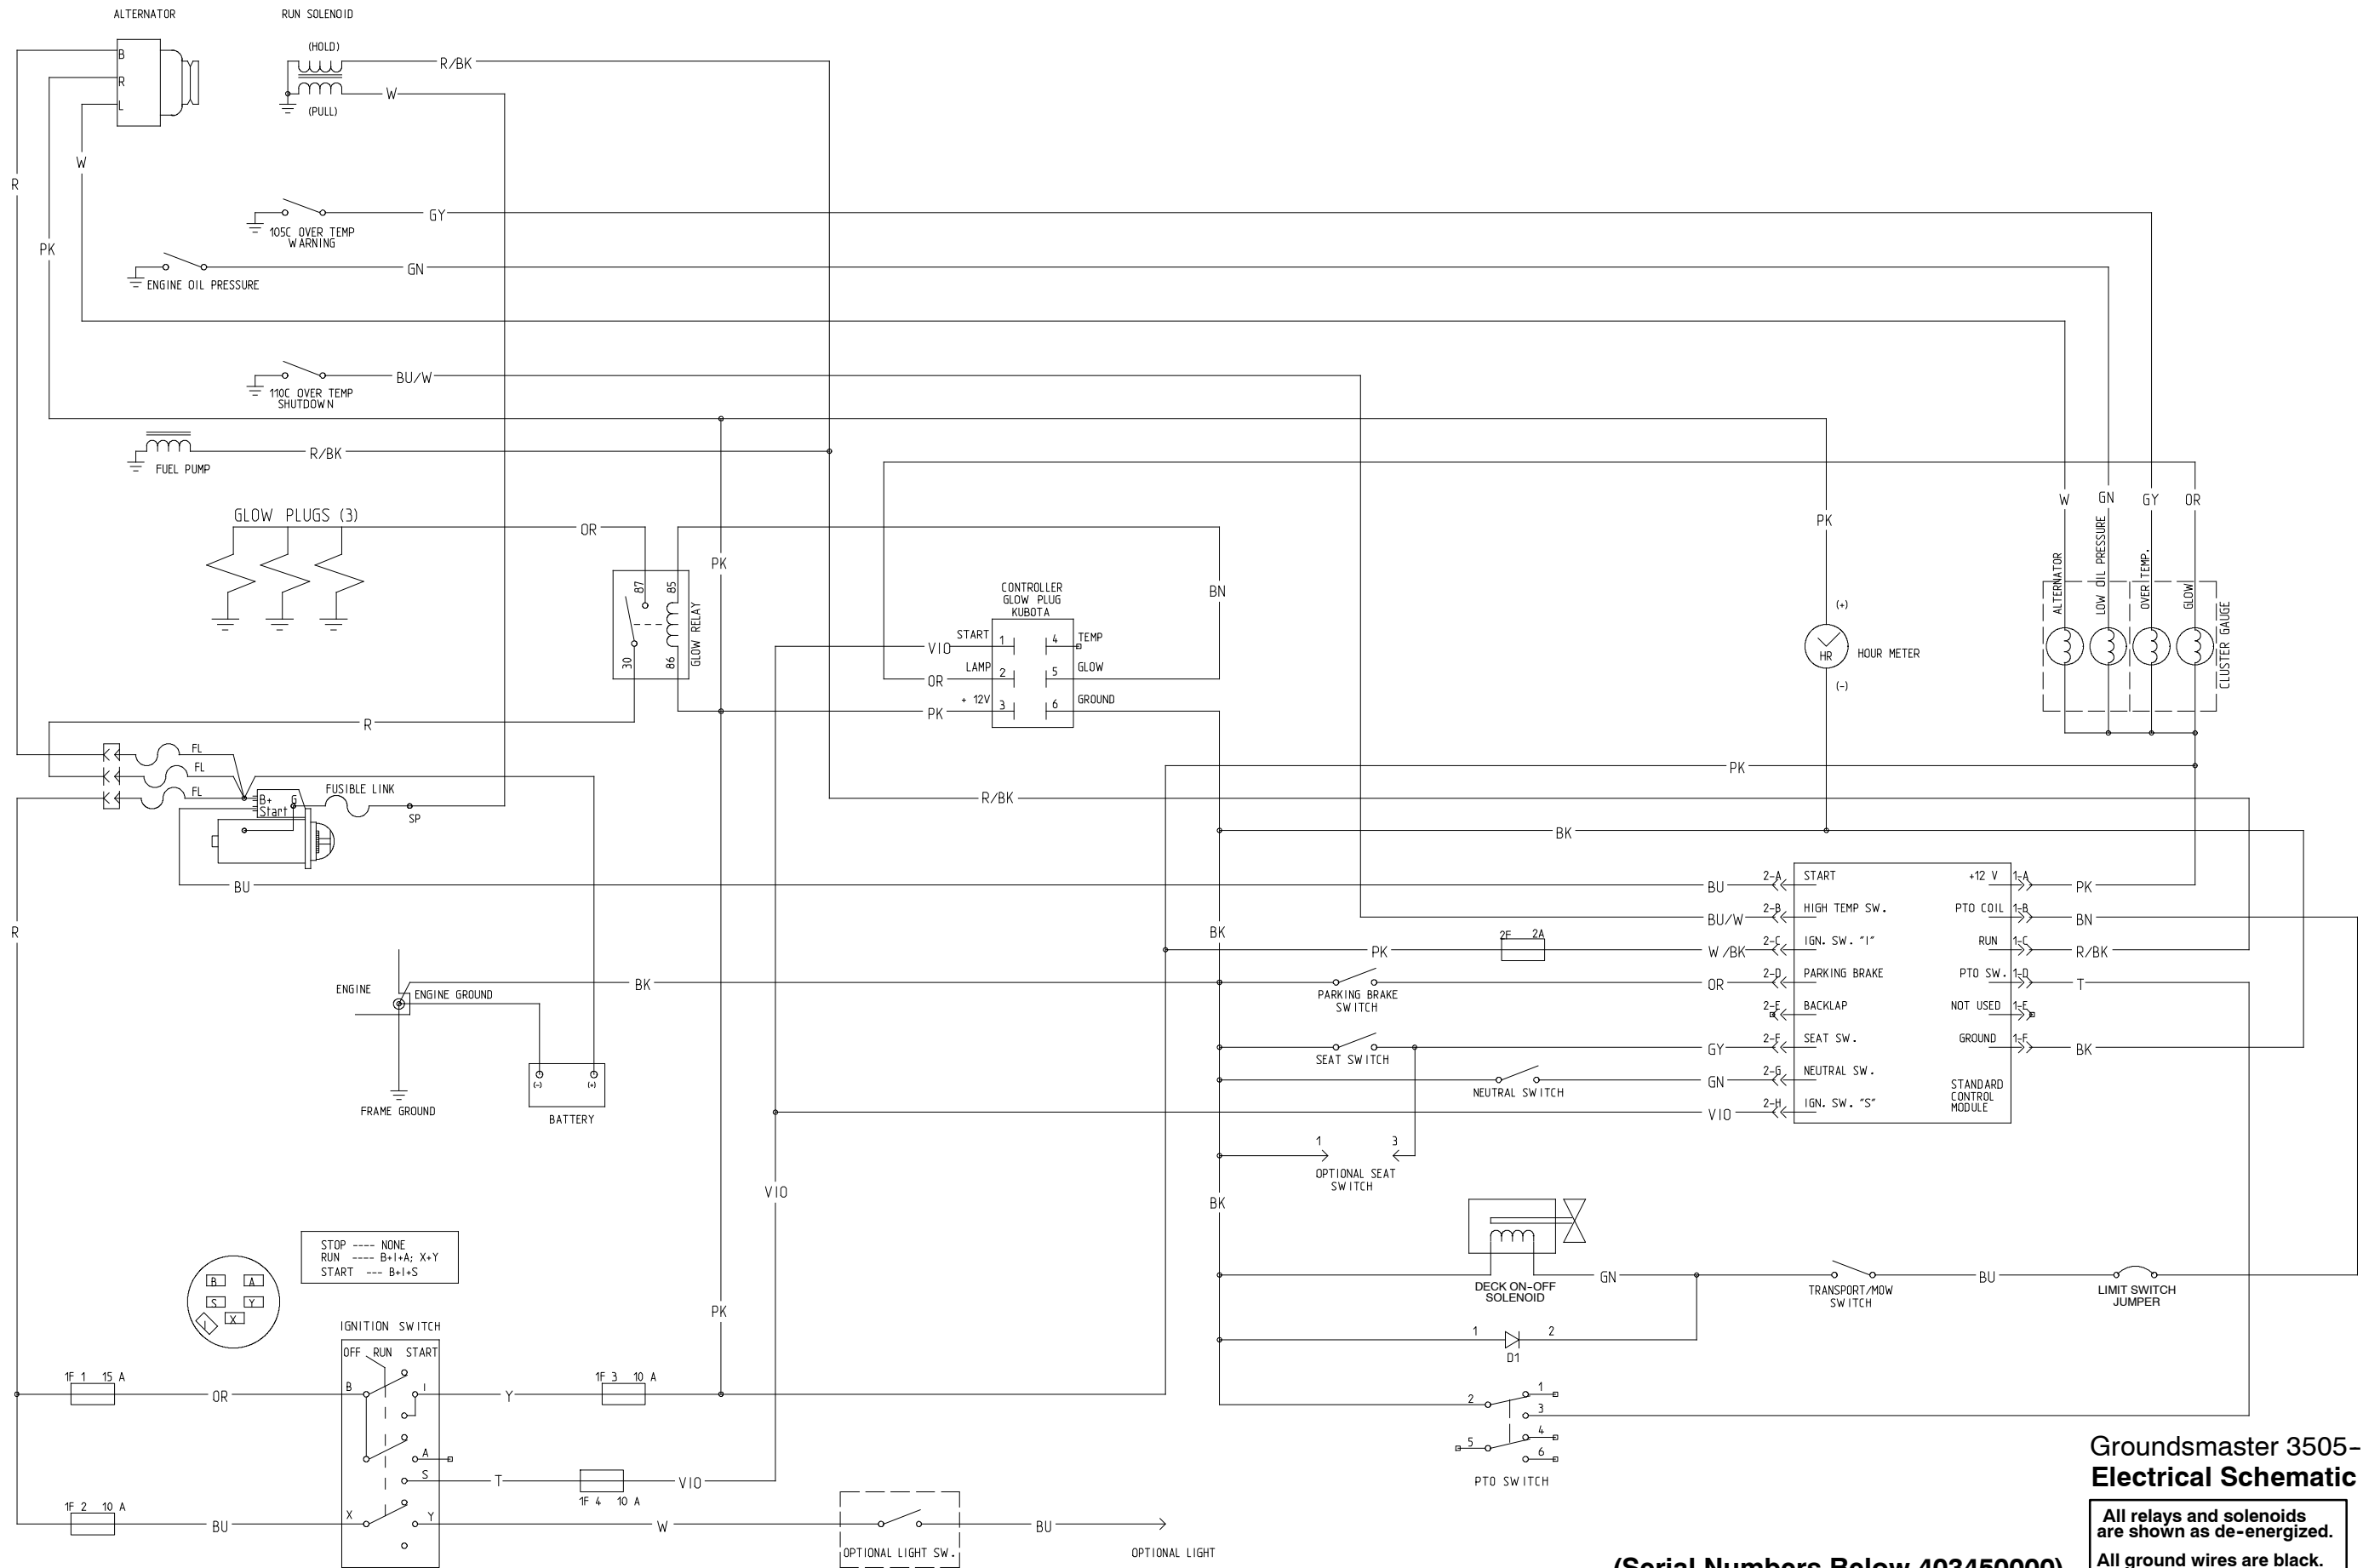 ALTERNATOR
RUN SOLENOID
B
R
L
(HOLD)
(PULL)
R/BK
W
W
R
PK
105C OVER TEMP
WARNING
GY
ENGINE OIL PRESSURE
GN
110C OVER TEMP
SHUTDOWN
BU/W
FUEL PUMP
R/BK
GLOW PLUGS (3)
OR
PK
87
85
30
86
GLOW RELAY
R
CONTROLLER
GLOW PLUG
KUBOTA
START
1
4
TEMP
LAMP
2
5
GLOW
+ 12V
3
6
GROUND
VIO
OR
PK
BN
PK
(+)
HR
HOUR METER
(-)
W
GN
GY
OR
ALTERNATOR
LOW OIL PRESSURE
OVER TEMP.
GLOW
CLUSTER GAUGE
FL
FL
FL
B+
G
Start
FUSIBLE LINK
SP
BU
R
PK
R/BK
BK
ENGINE
ENGINE GROUND
FRAME GROUND
BK
(-)
(+)
BATTERY
BK
BU
2-A
START
BU/W
2-B
HIGH TEMP SW.
PK
2F
2A
W/BK
2-C
IGN. SW. "I"
PARKING BRAKE
SWITCH
OR
2-D
PARKING BRAKE
2-E
BACKLAP
SEAT SWITCH
GY
2-F
SEAT SW.
NEUTRAL SWITCH
GN
2-G
NEUTRAL SW.
VIO
2-H
IGN. SW. "S"
+12 V
1-A
PK
PTO COIL
1-B
BN
RUN
1-C
R/BK
PTO SW.
1-D
T
NOT USED
1-E
GROUND
1-F
BK
STANDARD
CONTROL
MODULE
1
3
OPTIONAL SEAT
SWITCH
VIO
BK
DECK ON-OFF
SOLENOID
GN
TRANSPORT/MOW
SWITCH
BU
LIMIT SWITCH
JUMPER
1
2
D1
STOP ---- NONE
RUN ---- B+I+A; X+Y
START --- B+I+S
B
A
S
Y
I
X
PK
IGNITION SWITCH
OFF
RUN
START
1F 1
15 A
OR
B
I
Y
1F 3
10 A
A
S
T
1F 4
10 A
VIO
1F 2
10 A
BU
X
Y
W
OPTIONAL LIGHT SW.
BU
OPTIONAL LIGHT
2
1
3
5
4
6
PTO SWITCH
Groundsmaster 3505-
Electrical Schematic
All relays and solenoids
are shown as de-energized.
All ground wires are black.
(Serial Numbers Below 403450000)